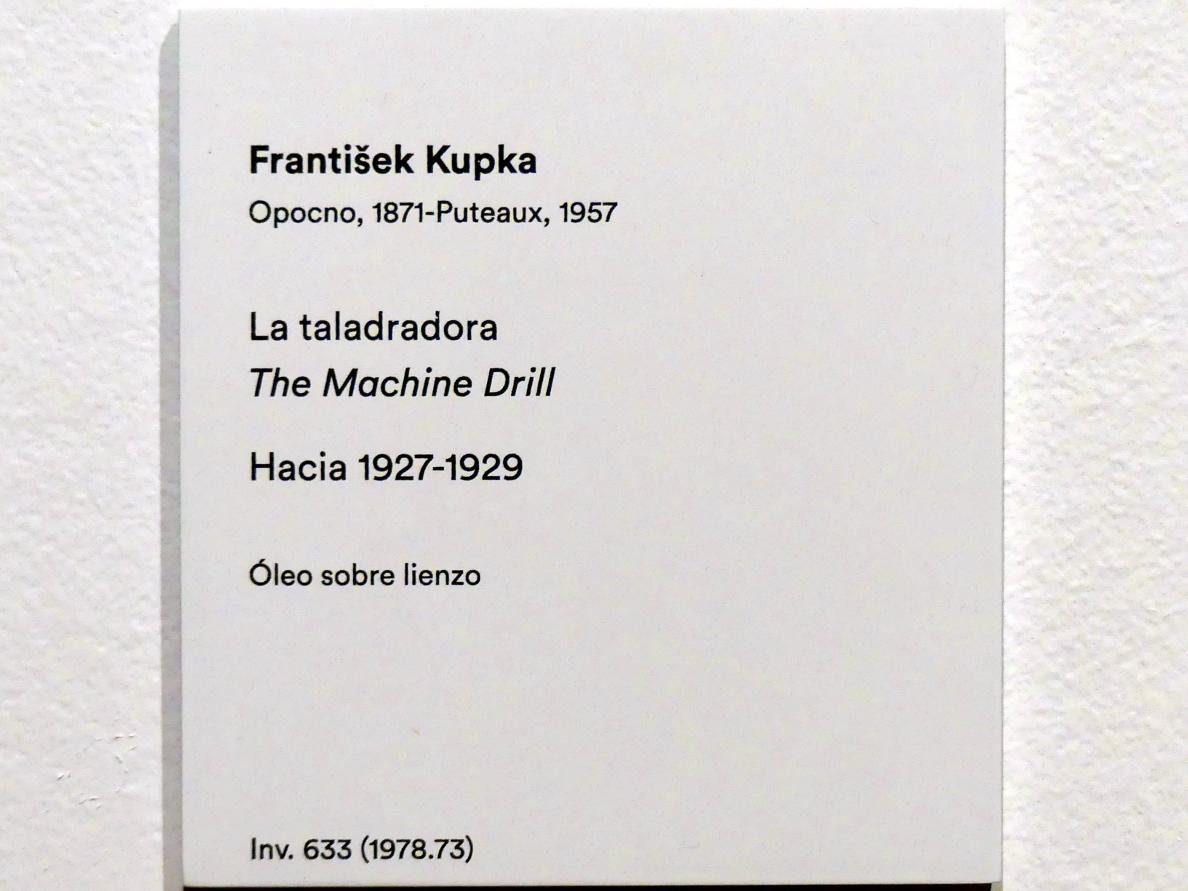 František Kupka
Opocno, 1871-Puteaux, 1957
La taladradora
The Machine Drill
Hacia 1927-1929
Óleo sobre lienzo
Inv. 633 (1978.73)